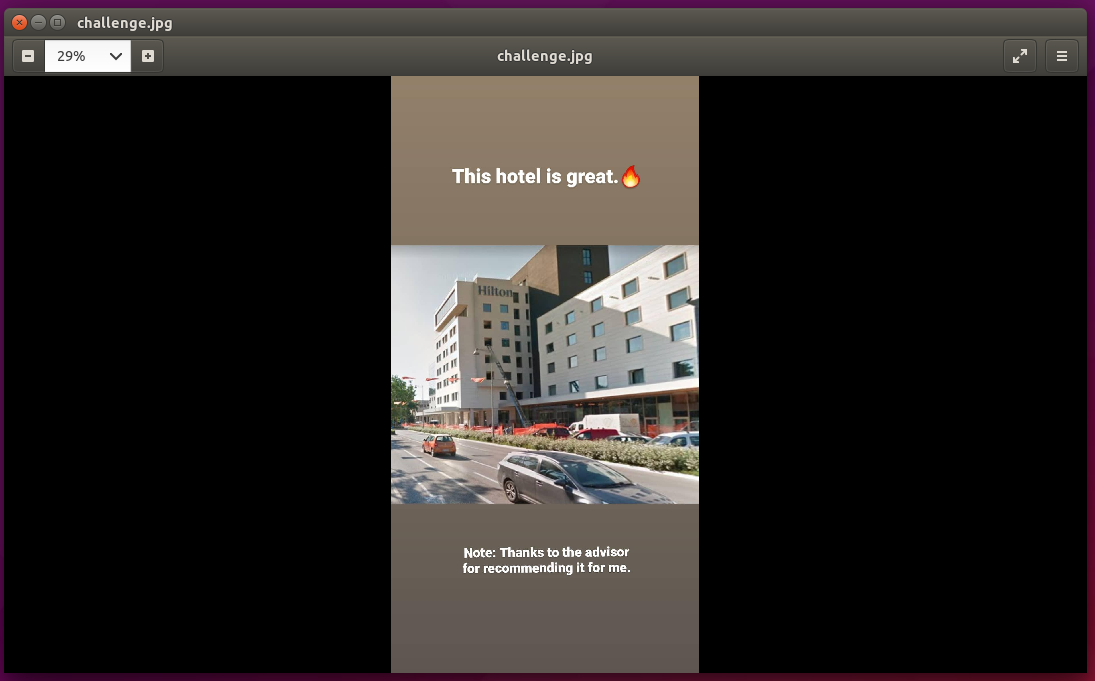 challenge.jpg
29%
challenge.jpg
This hotel is great.🔥
Hilton
Note: Thanks to the advisor
for recommending it for me.